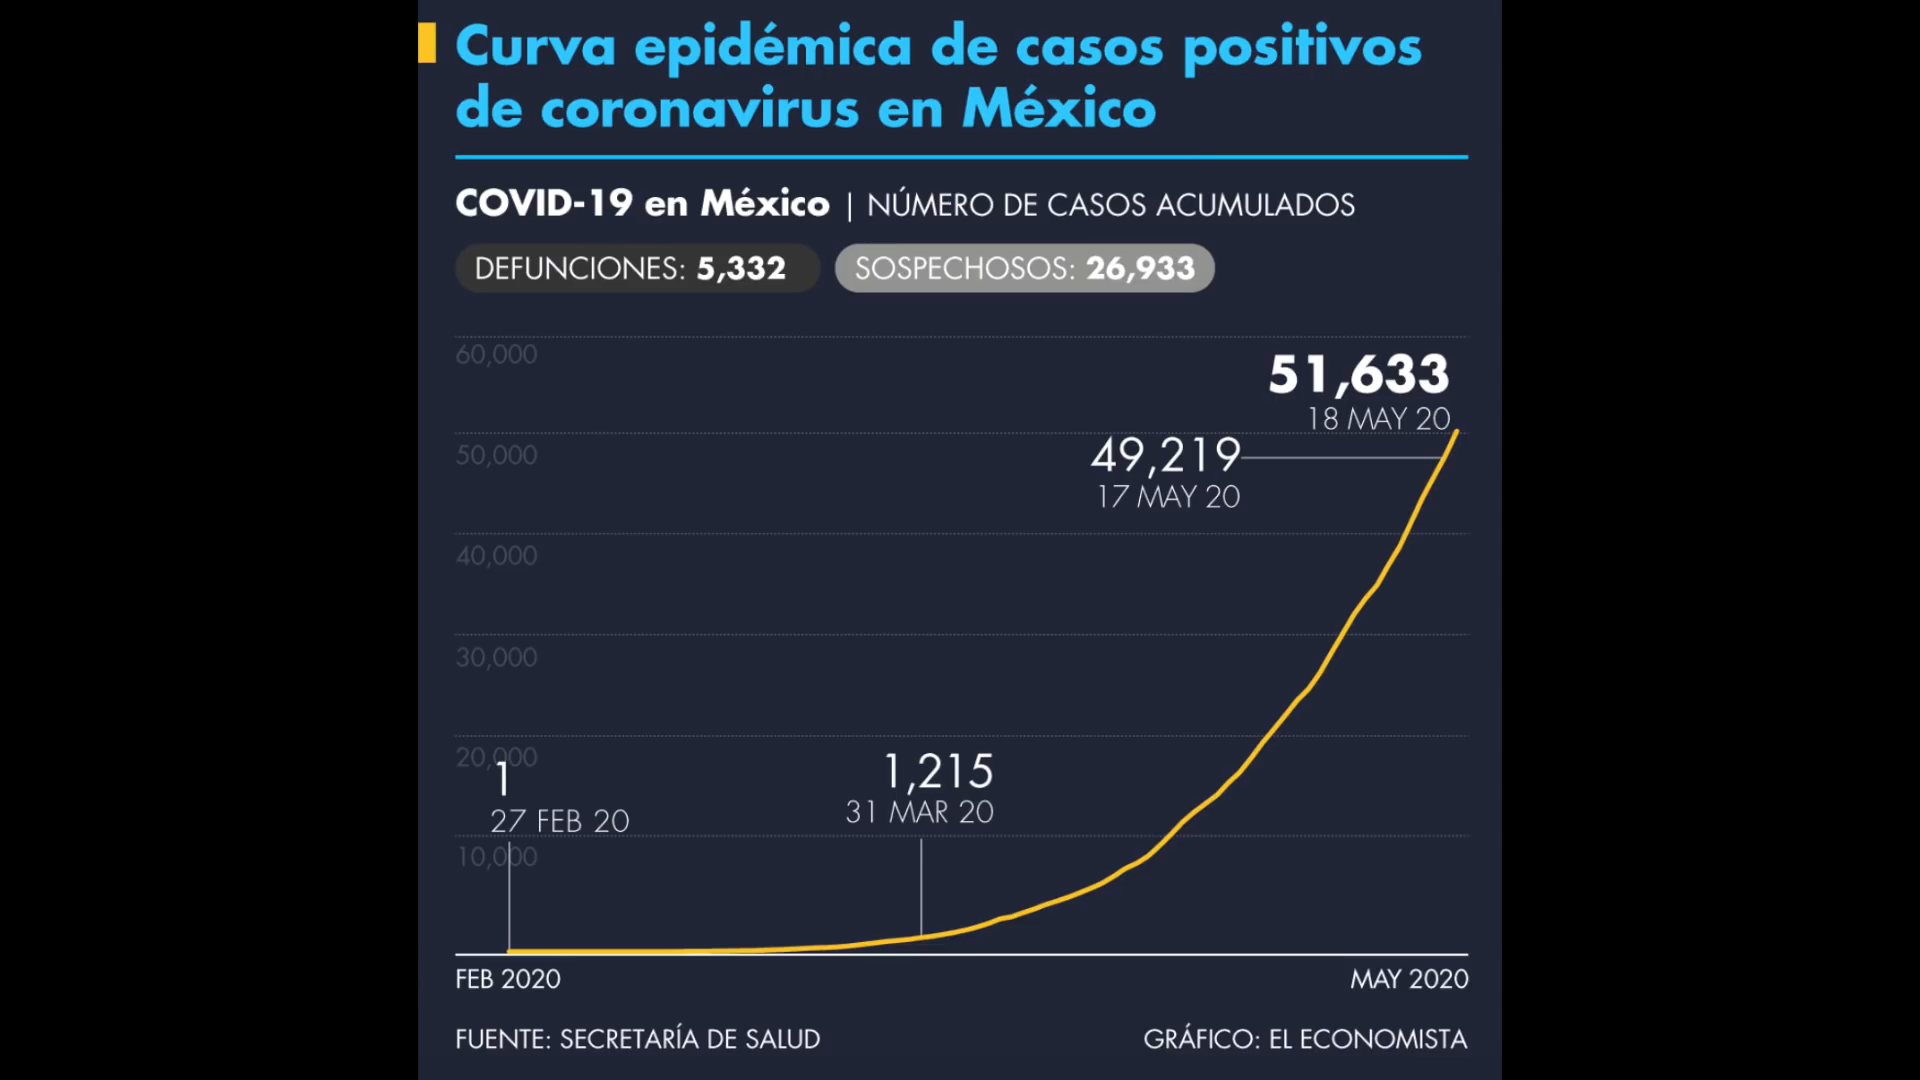 Curva epidémica de casos positivos
de coronavirus en México
COVID-19 en México | NÚMERO DE CASOS ACUMULADOS
DEFUNCIONES: 5,332 SOSPECHOSOS: 26,933
60,000
51,633
18 MAY 20
50,000
49,219
17 MAY 20
40,000
30,000
20,000
1
27 FEB 20
1,215
31 MAR 20
10,000
FEB 2020 MAY 2020
FUENTE: SECRETARÍA DE SALUD GRÁFICO: EL ECONOMISTA